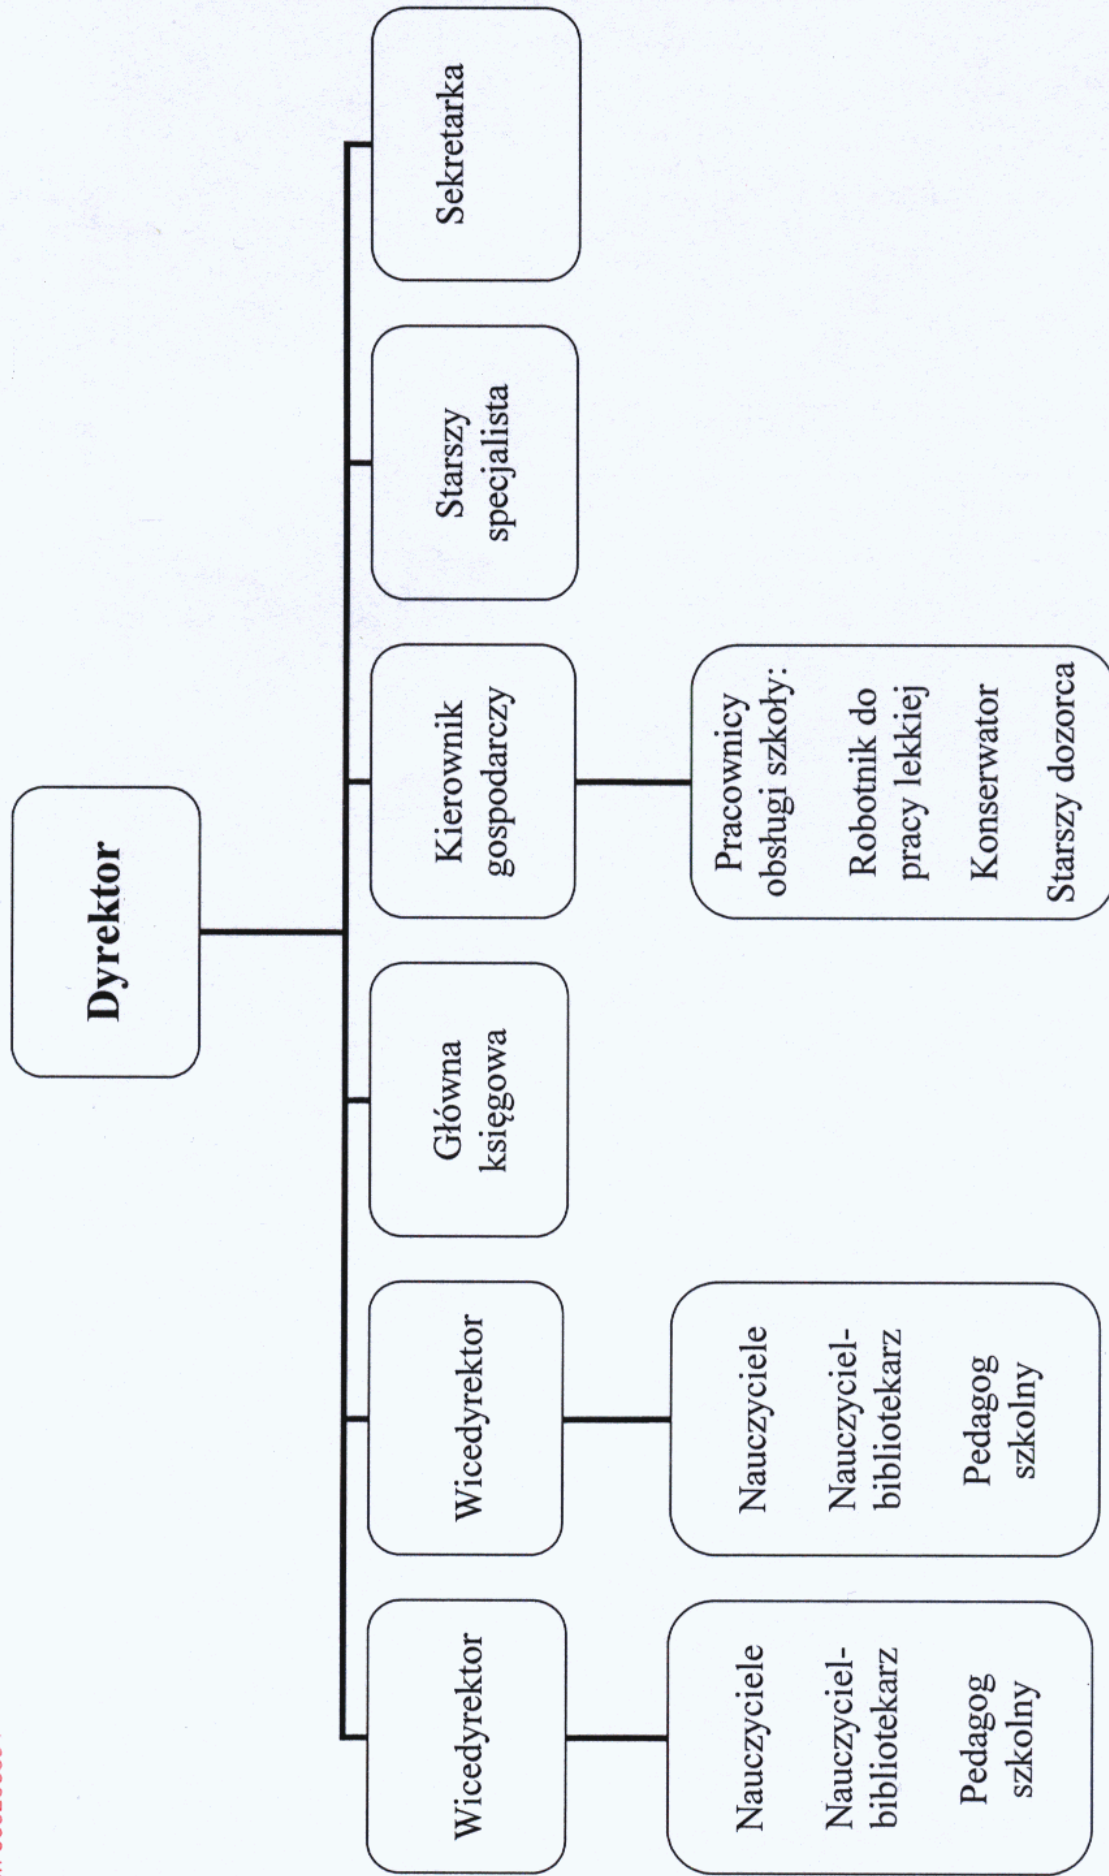 Dyrektor
Wicedyrektor
Wicedyrektor
Główna
księgowa
Kierownik
gospodarczy
Starszy
specjalista
Sekretarka
Nauczyciele
Nauczyciel-
bibliotekarz
Pedagog
szkolny
Nauczyciele
Nauczyciel-
bibliotekarz
Pedagog
szkolny
Pracownicy
obsługi szkoły:
Robotnik do
pracy lekkiej
Konserwator
Starszy dozorca